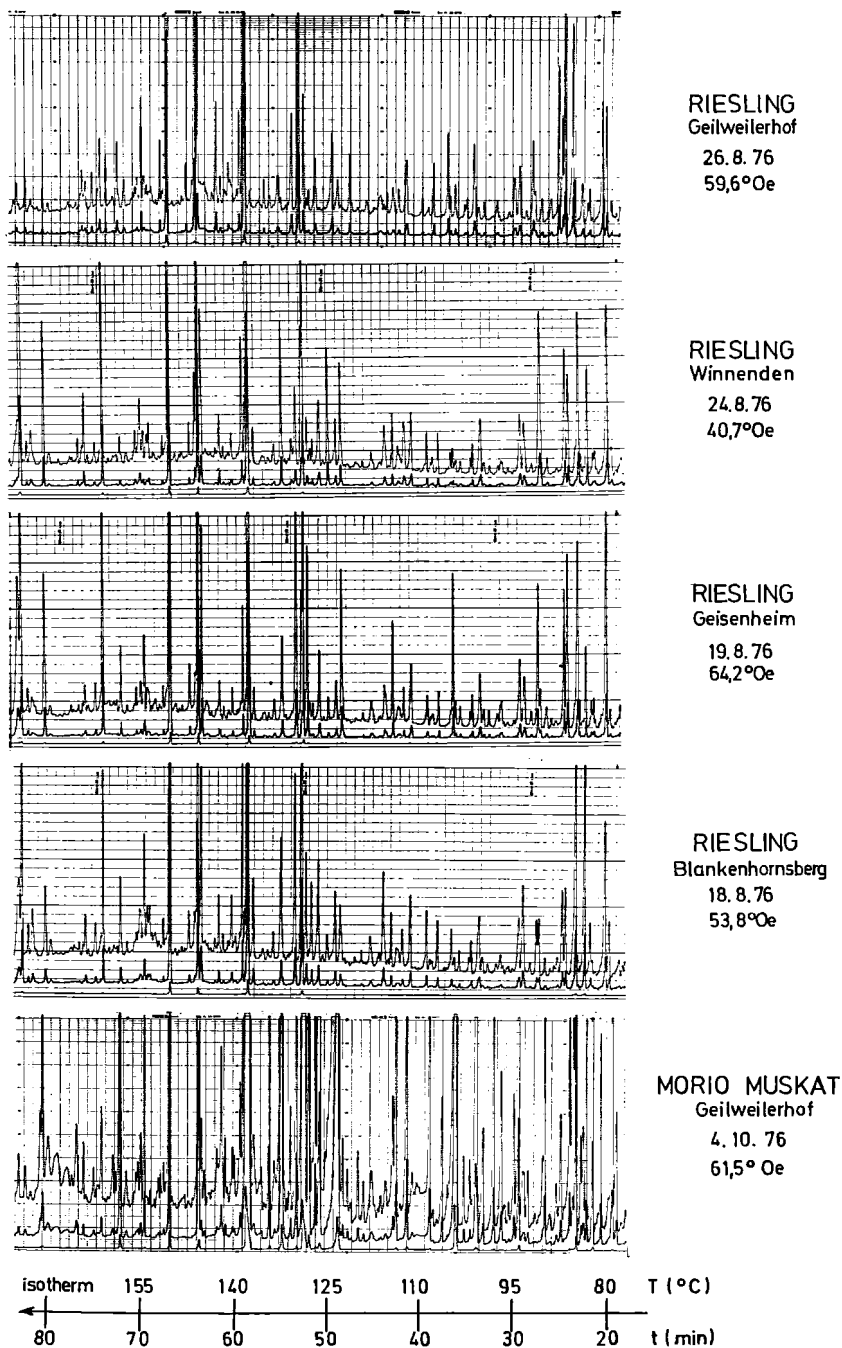 RIESLING
Geilweilerhof
26.8.76
59,6°Oe
RIESLING
Winnenden
24.8.76
40,7°Oe
RIESLING
Geisenheim
19.8.76
64,2°Oe
RIESLING
Blankenhornsberg
18.8.76
53,8°Oe
MORIO MUSKAT
Geilweilerhof
4.10.76
61,5° Oe
isotherm 155 140 125 110 95 80 T (°C)
80 70 60 50 40 30 20 t (min)